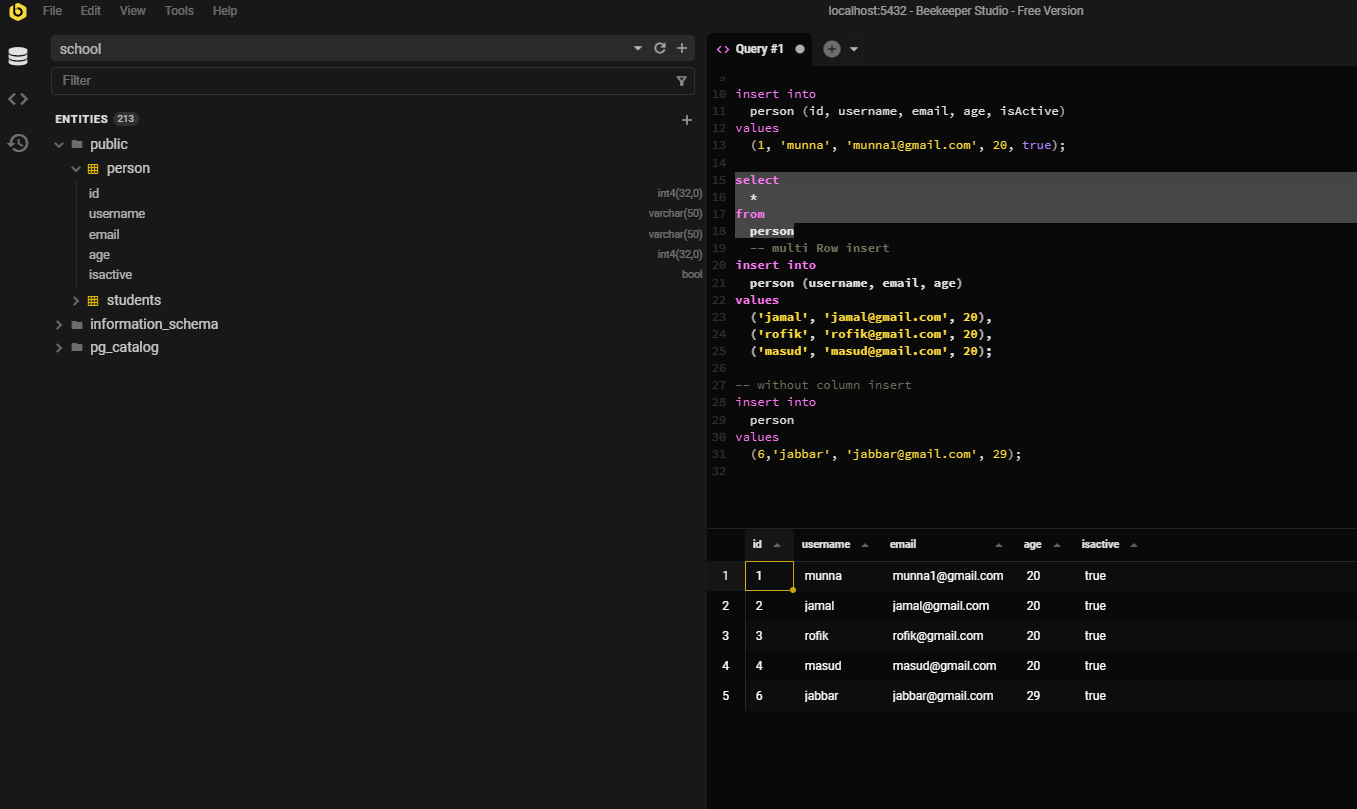 File Edit View Tools Help
localhost:5432 - Beekeeper Studio - Free Version
school
Filter
ENTITIES 213
public
person
id int4(32,0)
username varchar(50)
email varchar(50)
age int4(32,0)
isactive bool
students
information_schema
pg_catalog
Query #1
10 insert into
11 person (id, username, email, age, isActive)
12 values
13 (1, 'munna', 'munna1@gmail.com', 20, true);
14
15 select
16 *
17 from
18 person
19 -- multi Row insert
20 insert into
21 person (username, email, age)
22 values
23 ('jamal', 'jamal@gmail.com', 20),
24 ('rofik', 'rofik@gmail.com', 20),
25 ('masud', 'masud@gmail.com', 20);
26
27 -- without column insert
28 insert into
29 person
30 values
31 (6,'jabbar', 'jabbar@gmail.com', 29);
32
id username email age isactive
1 1 munna munna1@gmail.com 20 true
2 2 jamal jamal@gmail.com 20 true
3 3 rofik rofik@gmail.com 20 true
4 4 masud masud@gmail.com 20 true
5 6 jabbar jabbar@gmail.com 29 true